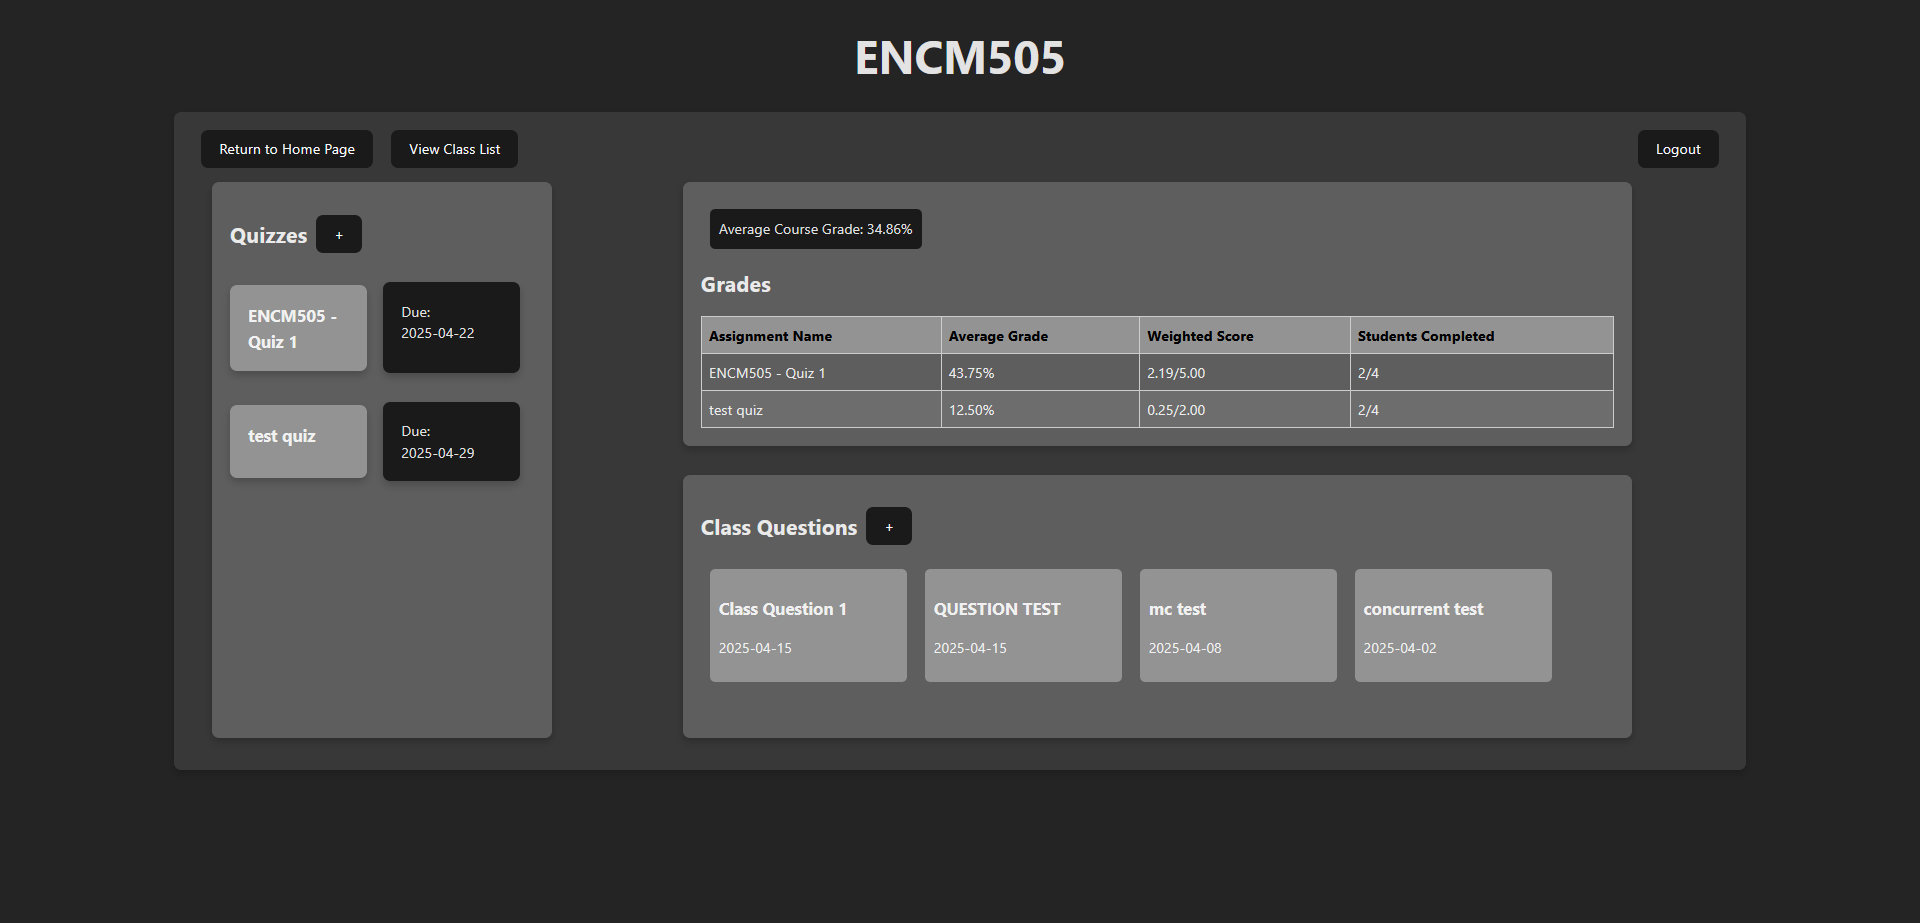 ENCM505
Return to Home Page
View Class List
Logout
Quizzes
+
ENCM505 -
Quiz 1
Due:
2025-04-22
test quiz
Due:
2025-04-29
Average Course Grade: 34.86%
Grades
Assignment Name Average Grade Weighted Score Students Completed
ENCM505 - Quiz 1 43.75% 2.19/5.00 2/4
test quiz 12.50% 0.25/2.00 2/4
Class Questions
+
Class Question 1
2025-04-15
QUESTION TEST
2025-04-15
mc test
2025-04-08
concurrent test
2025-04-02